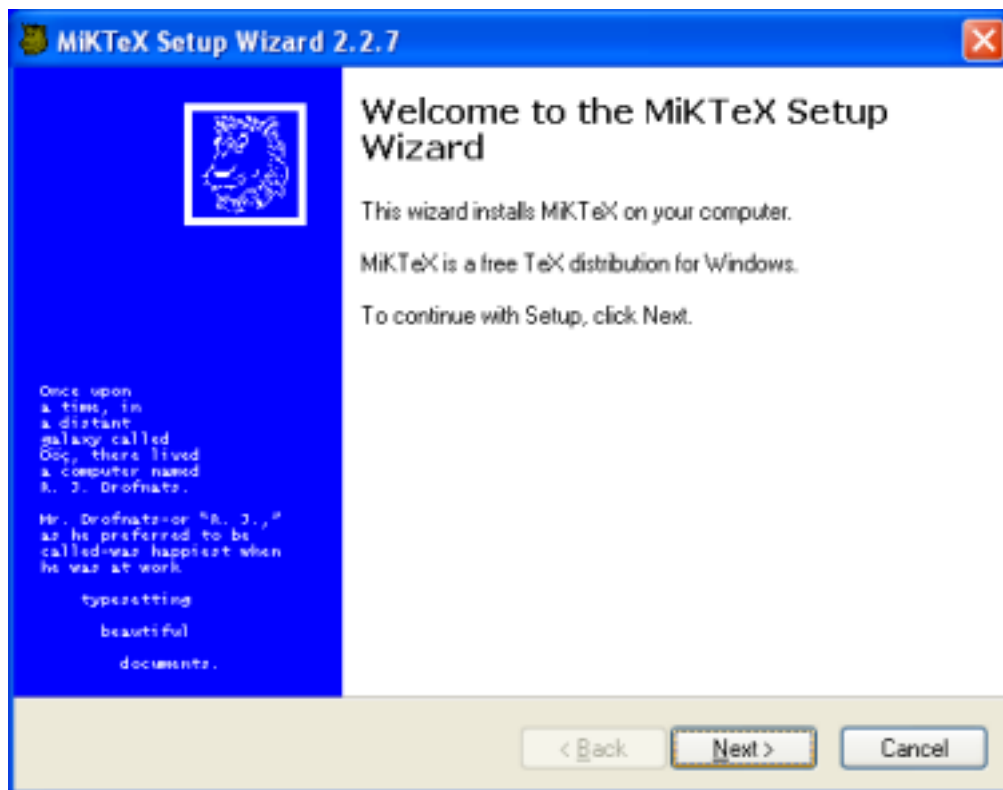 MiKTeX Setup Wizard 2.2.7
Welcome to the MiKTeX Setup
Wizard
This wizard installs MiKTeX on your computer.
MiKTeX is a free TeX distribution for Windows.
To continue with Setup, click Next.
Once upon
a time, in
a distant
galaxy called
Ööç, there lived
a computer named
R. J. Drofnats.
Mr. Drofnats-or "R. J.,"
as he preferred to be
called-was happiest when
he was at work
typesetting
beautiful
documents.
< Back
Next >
Cancel